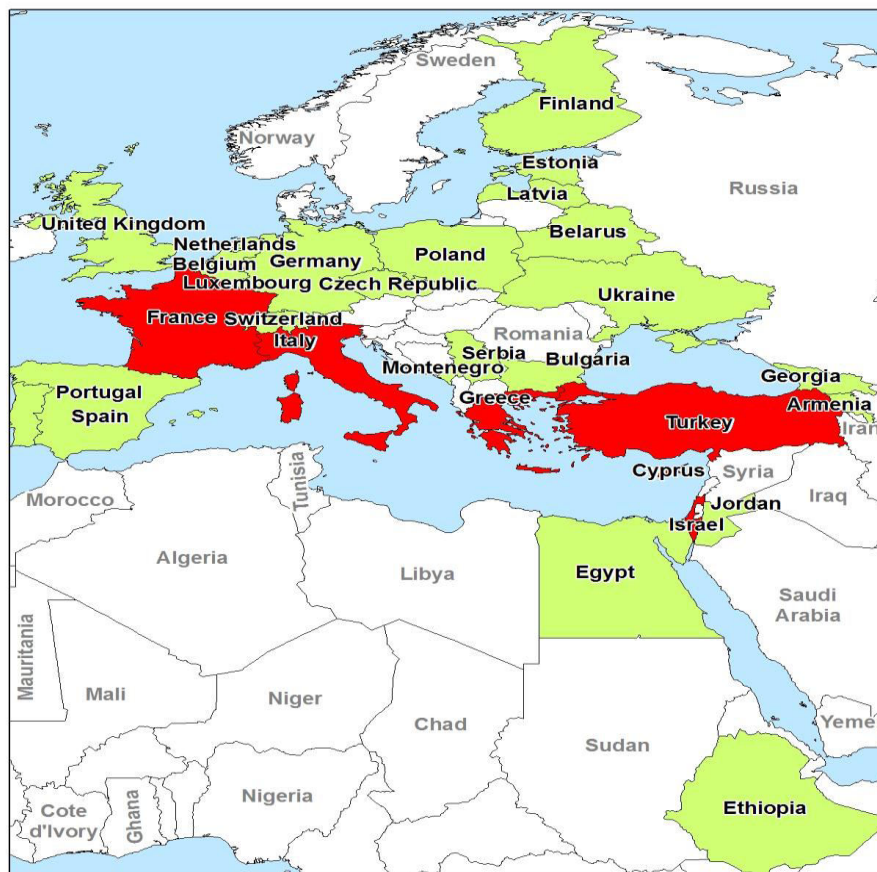 Sweden
Finland
Norway
Estonia
Russia
Latvia
United Kingdom
Belarus
Netherlands
Poland
Germany
Belgium
Luxembourg
Czech Republic
Ukraine
France
Switzerland
Romania
Italy
Serbia
Bulgaria
Montenegro
Georgia
Portugal
Greece
Armenia
Spain
Turkey
Iran
Cyprus
Syria
Tunisia
Morocco
Iraq
Jordan
Israel
Algeria
Libya
Egypt
Saudi
Arabia
Mauritania
Mali
Niger
Chad
Yeme
Sudan
Nigeria
Ethiopia
Cote
d'Ivory
Ghana